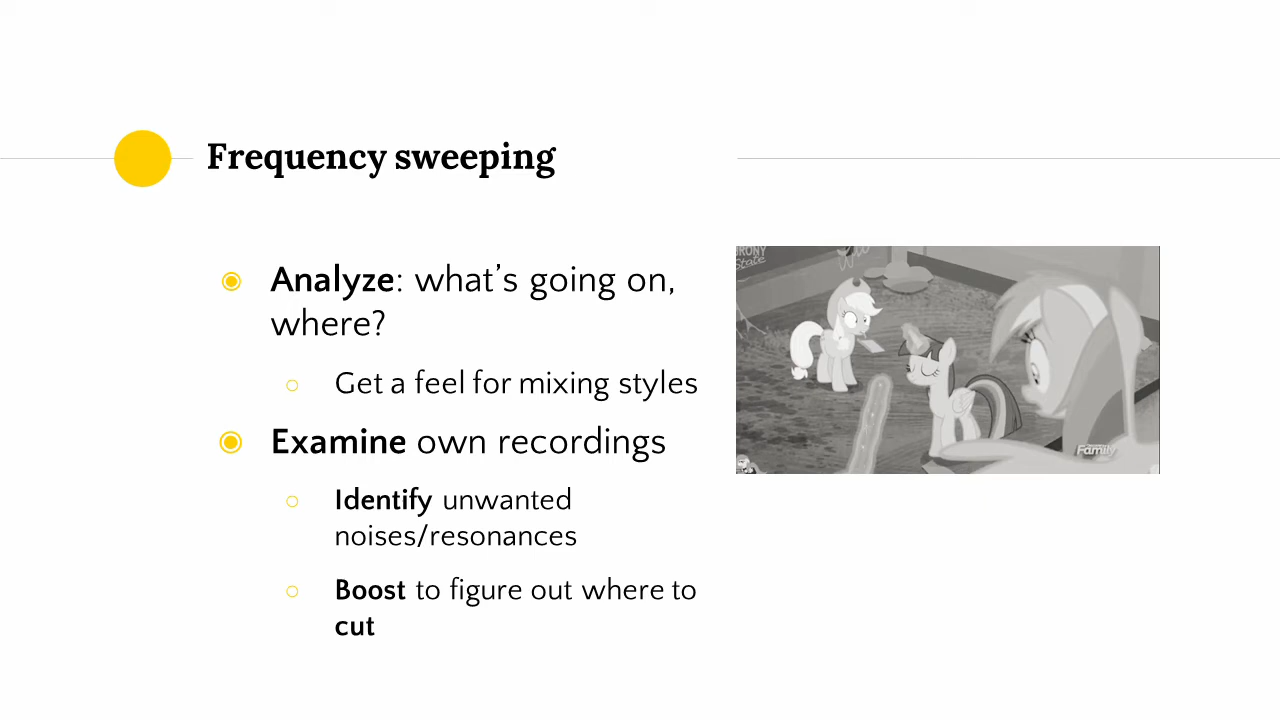 Frequency sweeping
Analyze: what's going on,
where?
Get a feel for mixing styles
Examine own recordings
Identify unwanted
noises/resonances
Boost to figure out where to
cut
State
Family